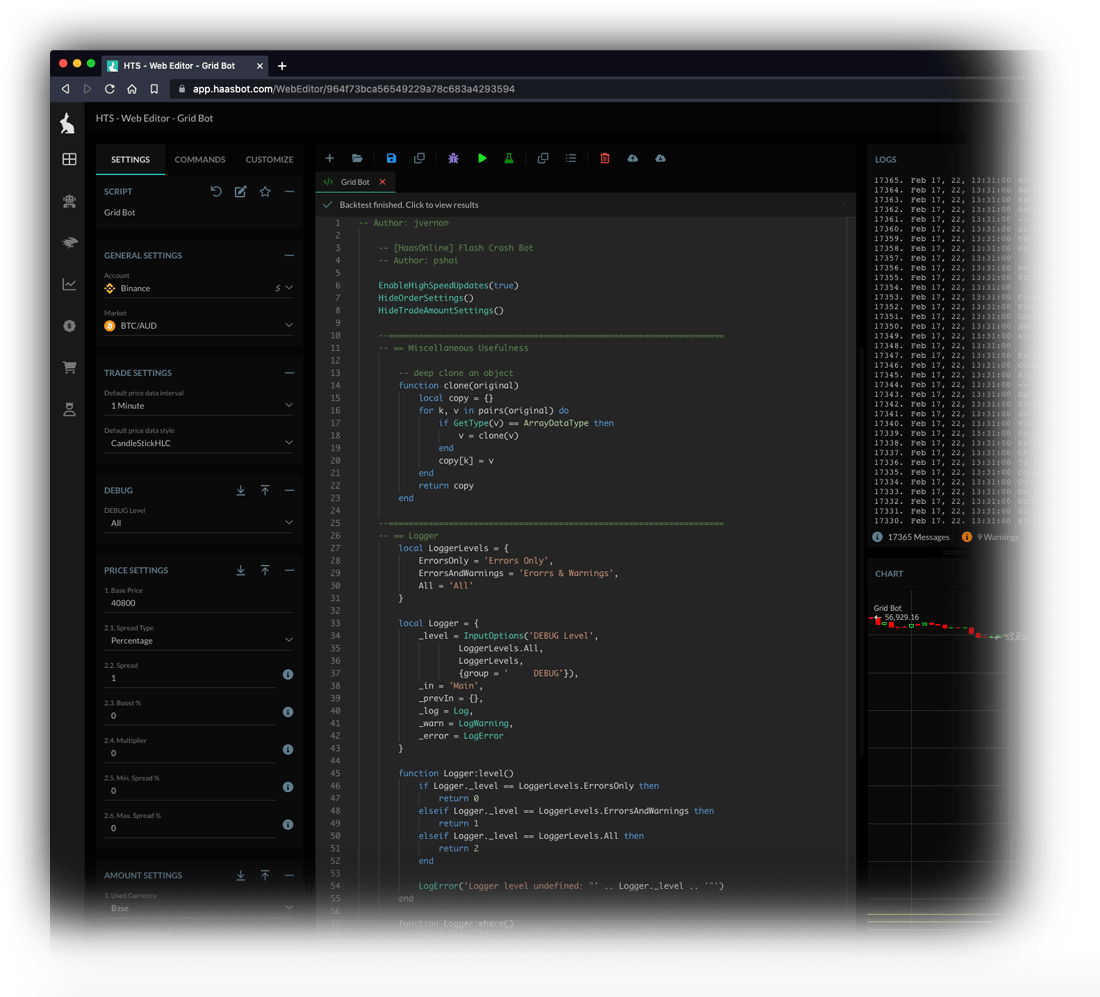 HTS - Web Editor - Grid Bot
app.haasbot.com/WebEditor/964f73bca56549229a78c683a4293594
HTS - Web Editor - Grid Bot
SETTINGS COMMANDS CUSTOMIZE
SCRIPT
Grid Bot
GENERAL SETTINGS
Account
Binance S
Market
BTC/AUD
TRADE SETTINGS
Default price data interval
1 Minute
Default price data style
CandleStickHLC
DEBUG
DEBUG Level
All
PRICE SETTINGS
1. Base Price
40800
2.1. Spread Type
Percentage
2.2. Spread
1
2.3. Boost %
0
2.4. Multiplier
0
2.5. Min. Spread %
0
2.6. Max. Spread %
0
AMOUNT SETTINGS
1. Used Currency
Base
Grid Bot
Backtest finished. Click to view results
1 -- Author: jvernon
2
3 -- [HaasOnline] Flash Crash Bot
4 -- Author: pshai
5
6 EnableHighSpeedUpdates(true)
7 HideOrderSettings()
8 HideTradeAmountSettings()
9
10 --===================================================================
11 -- == Miscellaneous Usefulness
12
13 -- deep clone an object
14 function clone(original)
15 local copy = {}
16 for k, v in pairs(original) do
17 if GetType(v) == ArrayDataType then
18 v = clone(v)
19 end
20 copy[k] = v
21 end
22 return copy
23 end
24
25 --===================================================================
26 -- == Logger
27 local LoggerLevels = {
28 ErrorsOnly = 'Errors Only',
29 ErrorsAndWarnings = 'Erorrs & Warnings',
30 All = 'All'
31 }
32
33 local Logger = {
34 _level = InputOptions('DEBUG Level',
35 LoggerLevels.All,
36 LoggerLevels,
37 {group = '     DEBUG'}),
38 _in = 'Main',
39 _prevIn = {},
40 _log = Log,
41 _warn = LogWarning,
42 _error = LogError
43 }
44
45 function Logger:level()
46 if Logger._level == LoggerLevels.ErrorsOnly then
47 return 0
48 elseif Logger._level == LoggerLevels.ErrorsAndWarnings then
49 return 1
50 elseif Logger._level == LoggerLevels.All then
51 return 2
52 end
53
54 LogError('Logger level undefined: "' .. Logger._level .. '"')
55 end
56
57 function Logger:where()
LOGS
17365. Feb 17, 22, 13:31:00
17364. Feb 17, 22, 13:31:00
17363. Feb 17, 22, 13:31:00
17362. Feb 17, 22, 13:31:00
17361. Feb 17, 22, 13:31:00
17360. Feb 17, 22, 13:31:00
17359. Feb 17, 22, 13:31:00
17358. Feb 17, 22, 13:31:00
17357. Feb 17, 22, 13:31:00
17356. Feb 17, 22, 13:31:00
17355. Feb 17, 22, 13:31:00
17354. Feb 17, 22, 13:31:00
17353. Feb 17, 22, 13:31:00
17352. Feb 17, 22, 13:31:00
17351. Feb 17, 22, 13:31:00
17350. Feb 17, 22, 13:31:00
17349. Feb 17, 22, 13:31:00
17348. Feb 17, 22, 13:31:00
17347. Feb 17, 22, 13:31:00
17346. Feb 17, 22, 13:31:00
17345. Feb 17, 22, 13:31:00
17344. Feb 17, 22, 13:31:00
17343. Feb 17, 22, 13:31:00
17342. Feb 17, 22, 13:31:00
17341. Feb 17, 22, 13:31:00
17340. Feb 17, 22, 13:31:00
17339. Feb 17, 22, 13:31:00
17338. Feb 17, 22, 13:31:00
17337. Feb 17, 22, 13:31:00
17336. Feb 17, 22, 13:31:00
17335. Feb 17, 22, 13:31:00
17334. Feb 17, 22, 13:31:00
17333. Feb 17, 22, 13:31:00
17332. Feb 17, 22, 13:31:00
17331. Feb 17, 22, 13:31:00
17330. Feb 17, 22, 13:31:00
17365 Messages 9 Warnings
CHART
Grid Bot
56,929.16